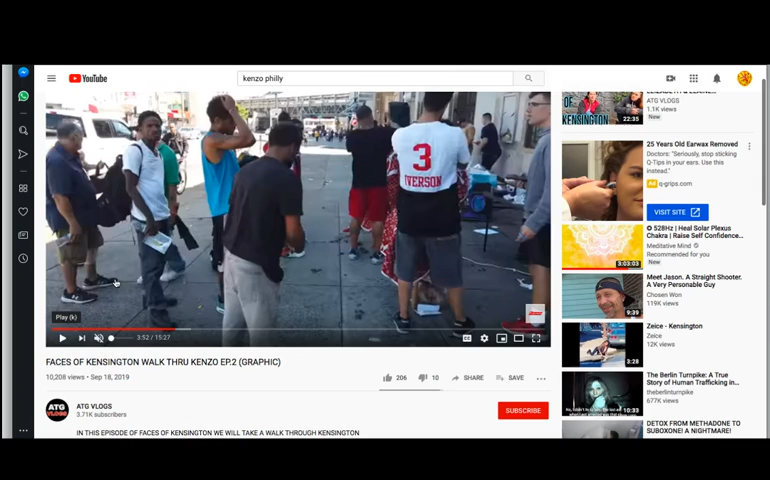 YouTube
kenzo philly
3
IVERSON
Play (k)
3:52 / 15:27
FACES OF KENSINGTON WALK THRU KENZO EP.2 (GRAPHIC)
10,208 views • Sep 18, 2019
206
10
SHARE
SAVE
ATG VLOGS
3.71K subscribers
SUBSCRIBE
IN THIS EPISODE OF FACES OF KENSINGTON WE WILL TAKE A WALK THROUGH KENSINGTON
OF
KENSINGTON
22:35
ATG VLOGS
1.1K views
New
25 Years Old Earwax Removed
Doctors: "Seriously, stop sticking
Q-Tips in your ears. Use this
instead."
Ad q-grips.com
VISIT SITE
3:03:03
528Hz | Heal Solar Plexus
Chakra | Raise Self Confidence...
Meditative Mind
Recommended for you
New
9:39
Meet Jason. A Straight Shooter.
A Very Personable Guy
Chosen Won
119K views
3:28
Zeice - Kensington
Zeice
12K views
10:33
The Berlin Turnpike: A True
Story of Human Trafficking in...
theberlinturnpike
677K views
DETOX FROM METHADONE TO
SUBOXONE! A NIGHTMARE!